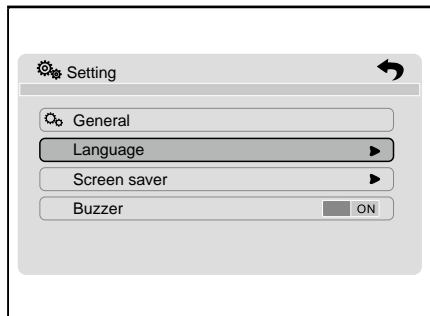 Setting
General
Language
Screen saver
Buzzer ON